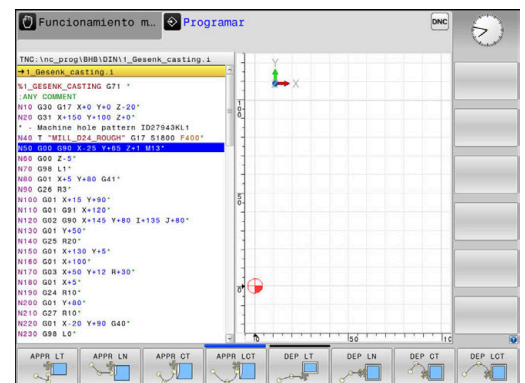 Funcionamiento m... Programar DNC
TNC:\nc_prog\BHB\DIN\1_Gesenk_casting.i
→1_Gesenk_casting.i
%1_GESENK_CASTING G71 *
;ANY COMMENT
N10 G30 G17 X+0 Y+0 Z-20*
N20 G31 X+150 Y+100 Z+0*
* - Machine hole pattern ID27943KL1
N40 T "MILL_D24_ROUGH" G17 S1800 F400*
N50 G00 G90 X-25 Y+65 Z+1 M13*
N60 G00 Z-5*
N70 G98 L1*
N80 G01 X+5 Y+80 G41*
N90 G26 R3*
N100 G01 X+15 Y+90*
N110 G01 G91 X+120*
N120 G02 G90 X+145 Y+80 I+135 J+80*
N130 G01 Y+50*
N140 G25 R20*
N150 G01 X+130 Y+5*
N160 G01 X+100*
N170 G03 X+50 Y+12 R+30*
N180 G01 X+5*
N190 G24 R10*
N200 G01 Y+80*
N210 G27 R10*
N220 G01 X-20 Y+90 G40*
N230 G98 L0*
Y
X
100
50
0
0
50
APPR LT APPR LN APPR CT APPR LCT DEP LT DEP LN DEP CT DEP LCT